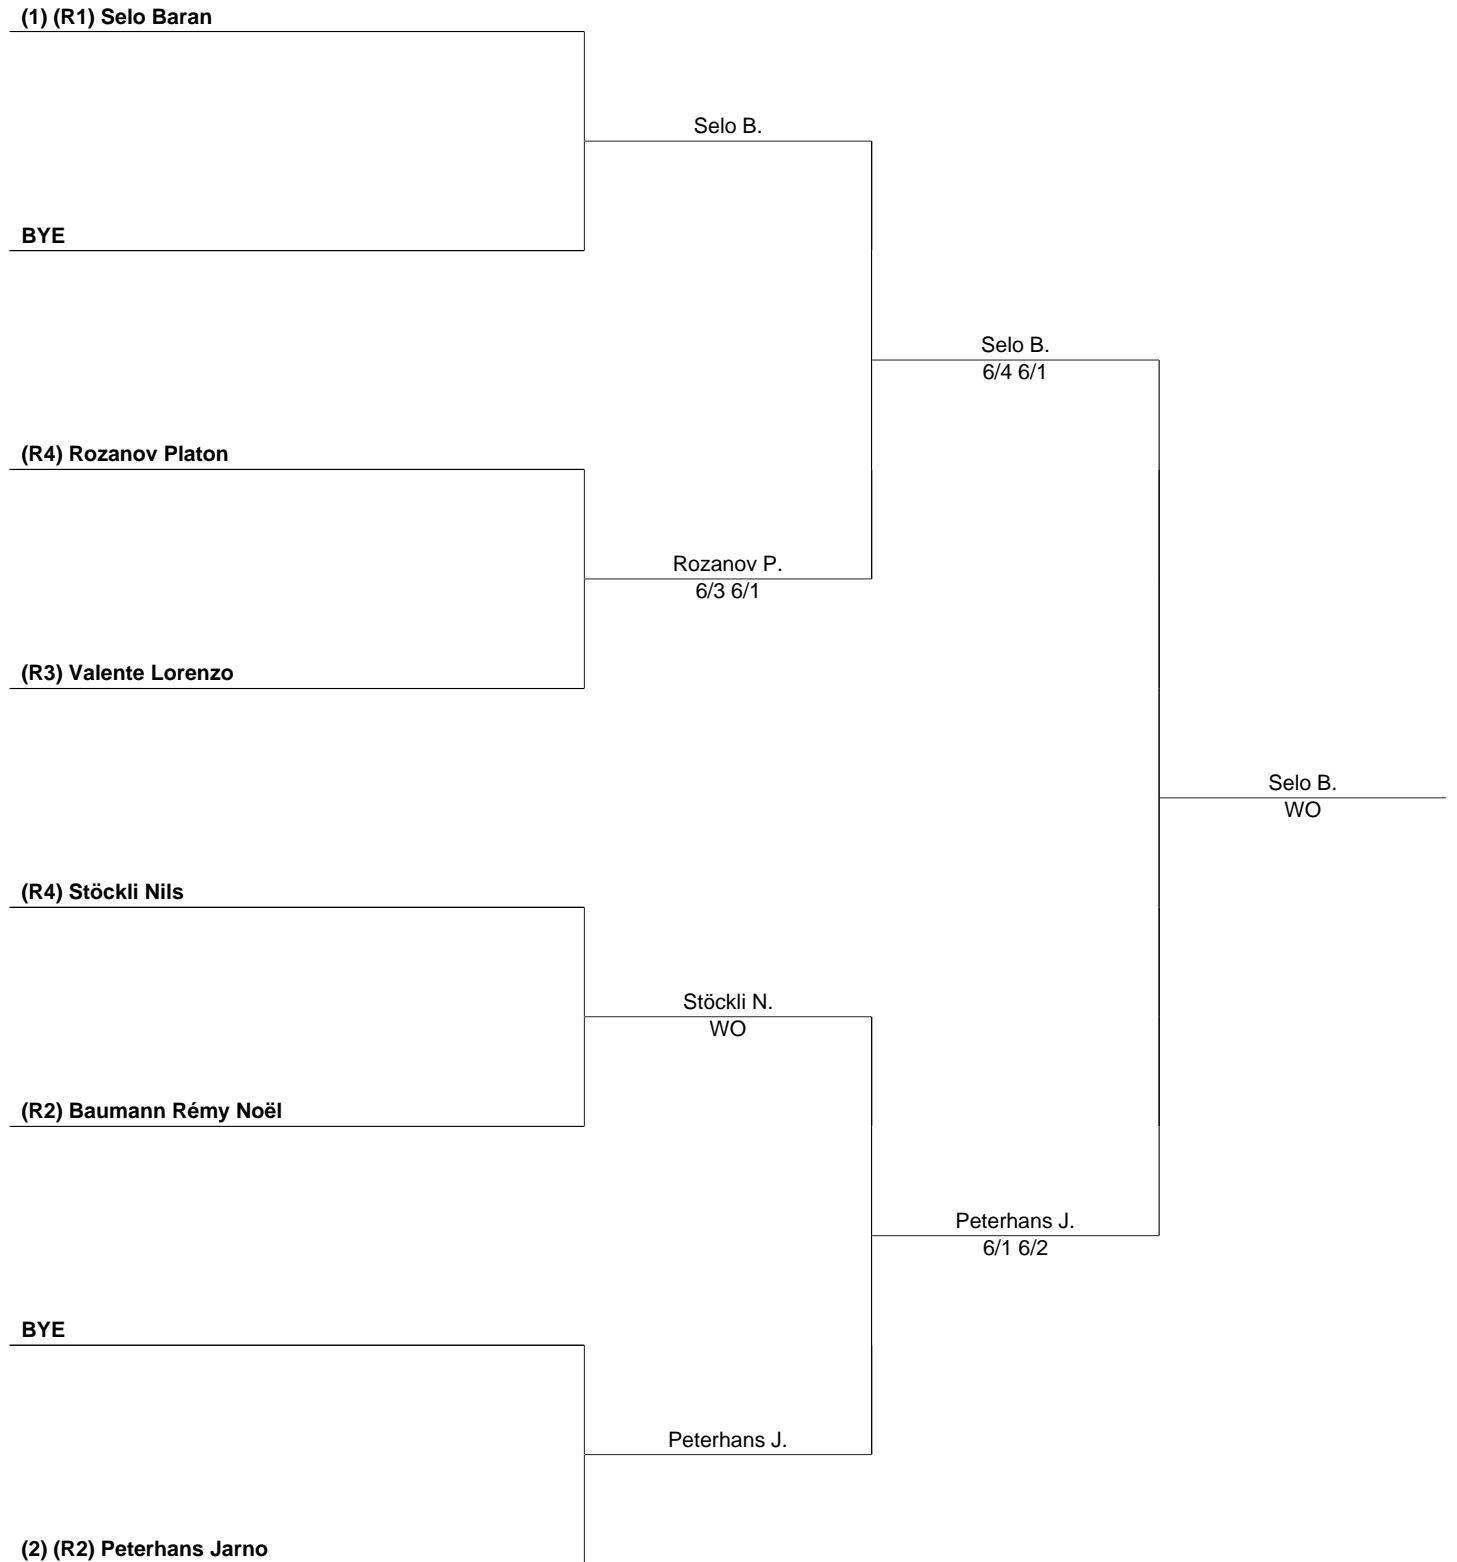 (1) (R1) Selo Baran
Selo B.
BYE
Selo B.
6/4 6/1
(R4) Rozanov Platon
Rozanov P.
6/3 6/1
(R3) Valente Lorenzo
Selo B.
WO
(R4) Stöckli Nils
Stöckli N.
WO
(R2) Baumann Rémy Noël
Peterhans J.
6/1 6/2
BYE
Peterhans J.
(2) (R2) Peterhans Jarno